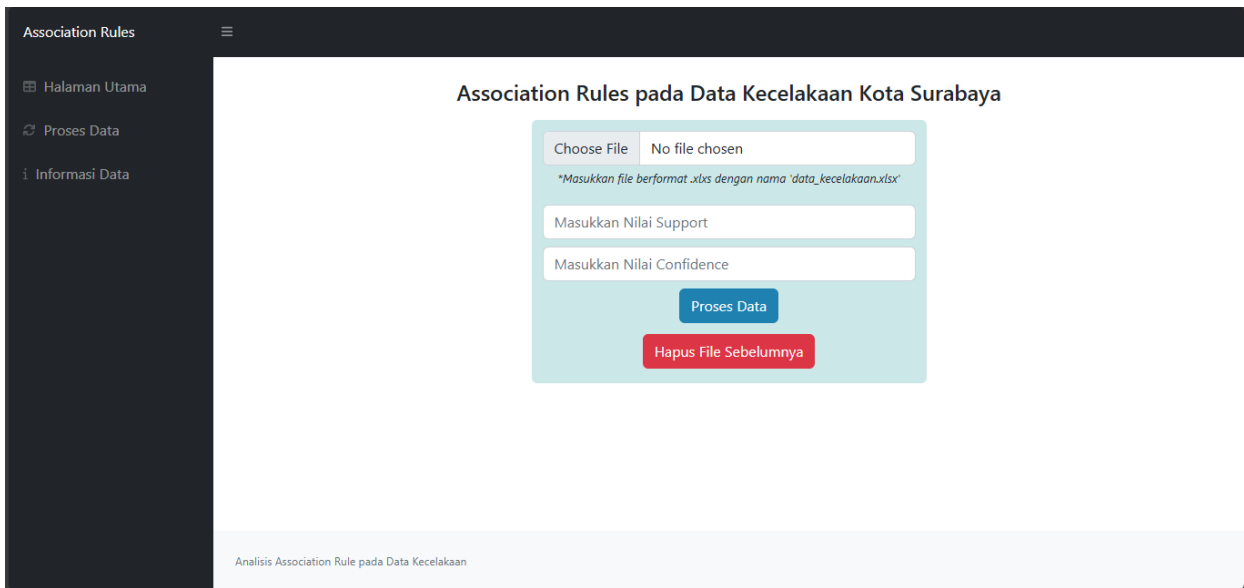 Association Rules
Halaman Utama
Proses Data
Informasi Data
Association Rules pada Data Kecelakaan Kota Surabaya
Choose File No file chosen
*Masukkan file berformat .xlxs dengan nama 'data_kecelakaan.xlsx'
Masukkan Nilai Support
Masukkan Nilai Confidence
Proses Data
Hapus File Sebelumnya
Analisis Association Rule pada Data Kecelakaan